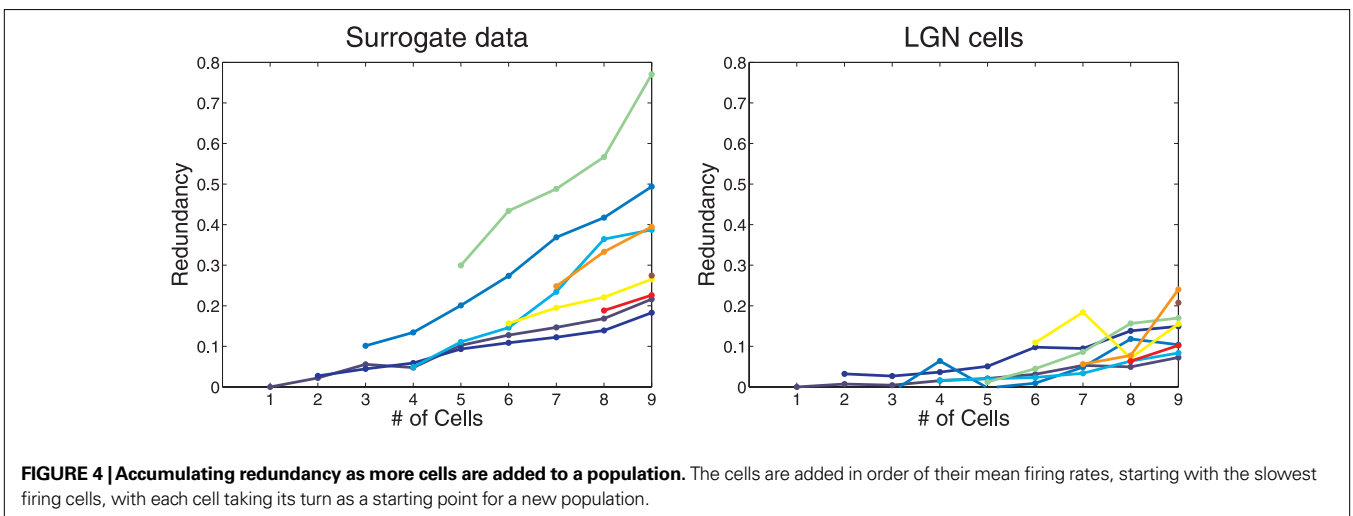 Surrogate data
0.8
0.7
0.6
0.5
0.4
0.3
0.2
0.1
0
Redundancy
1 2 3 4 5 6 7 8 9
# of Cells
LGN cells
0.8
0.7
0.6
0.5
0.4
0.3
0.2
0.1
0
Redundancy
1 2 3 4 5 6 7 8 9
# of Cells
FIGURE 4 | Accumulating redundancy as more cells are added to a population. The cells are added in order of their mean firing rates, starting with the slowest
firing cells, with each cell taking its turn as a starting point for a new population.